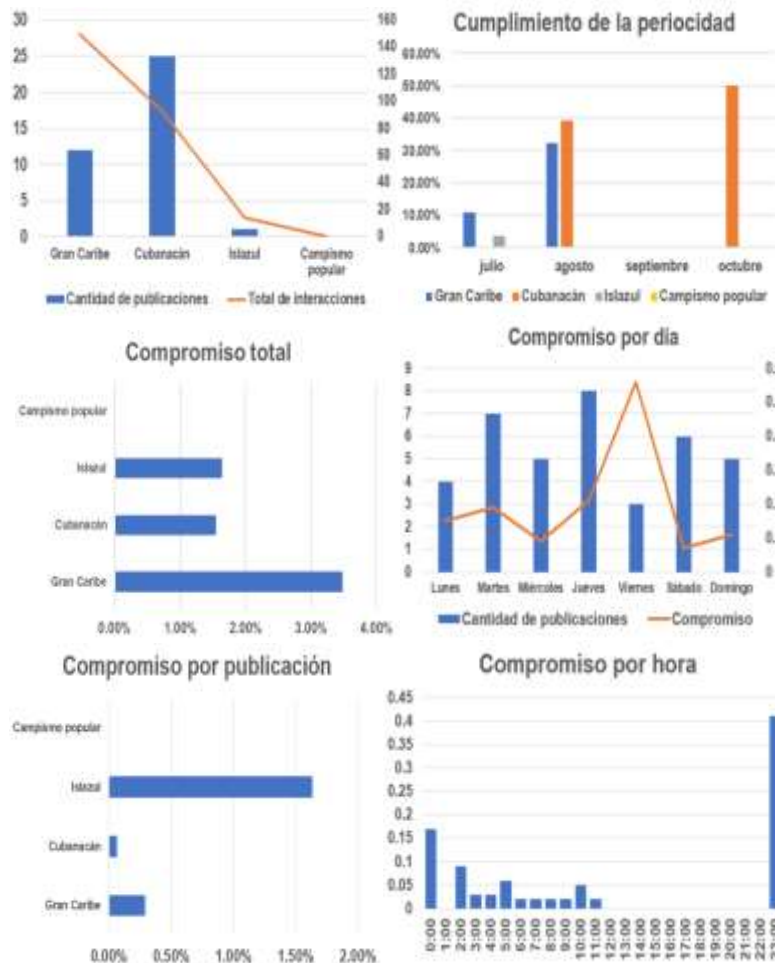 30
25
20
15
10
5
0
160
140
120
100
80
60
40
20
0
Gran Caribe Cubanacán Islazul Campismo popular
Cantidad de publicaciones Total de interacciones
Cumplimiento de la periocidad
60.00%
50.00%
40.00%
30.00%
20.00%
10.00%
0.00%
julio agosto septiembre octubre
Gran Caribe Cubanacán Islazul Campismo popular
Compromiso total
Campismo popular
Islazul
Cubanacán
Gran Caribe
0.00% 1.00% 2.00% 3.00% 4.00%
Compromiso por día
9
8
7
6
5
4
3
2
1
0
Lunes Martes Miércoles Jueves Viernes Sábado Domingo
Cantidad de publicaciones Compromiso
Compromiso por publicación
Campismo popular
Islazul
Cubanacán
Gran Caribe
0.00% 0.50% 1.00% 1.50% 2.00%
Compromiso por hora
0.45
0.4
0.35
0.3
0.25
0.2
0.15
0.1
0.05
0
0:00 1:00 2:00 3:00 4:00 5:00 6:00 7:00 8:00 9:00 10:00 11:00 12:00 13:00 14:00 15:00 16:00 17:00 18:00 19:00 20:00 21:00 22:00 23:00